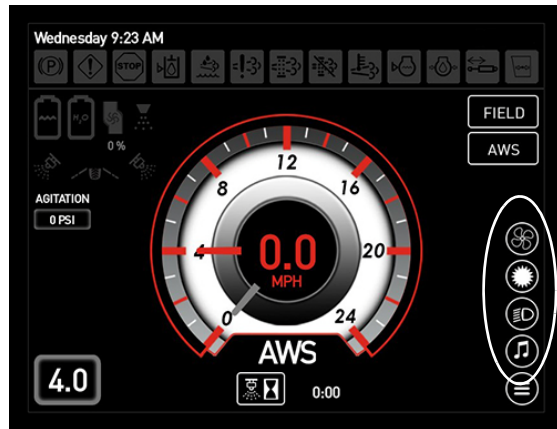 Wednesday 9:23 AM
(P)
STOP
H₂O
0 %
FIELD
AWS
AGITATION
0 PSI
0
4
8
12
16
20
24
0.0
MPH
AWS
4.0
0:00